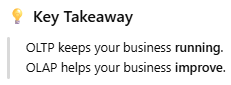 💡 Key Takeaway
OLTP keeps your business running.
OLAP helps your business improve.